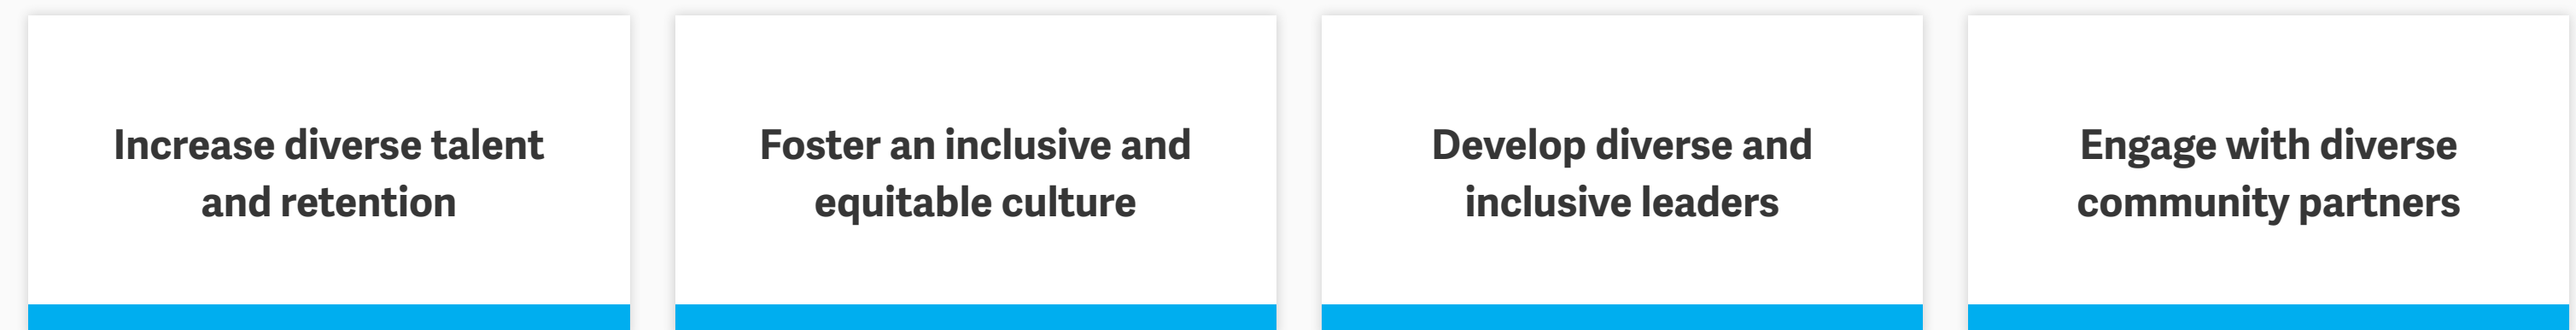 Increase diverse talent
and retention
Foster an inclusive and
equitable culture
Develop diverse and
inclusive leaders
Engage with diverse
community partners